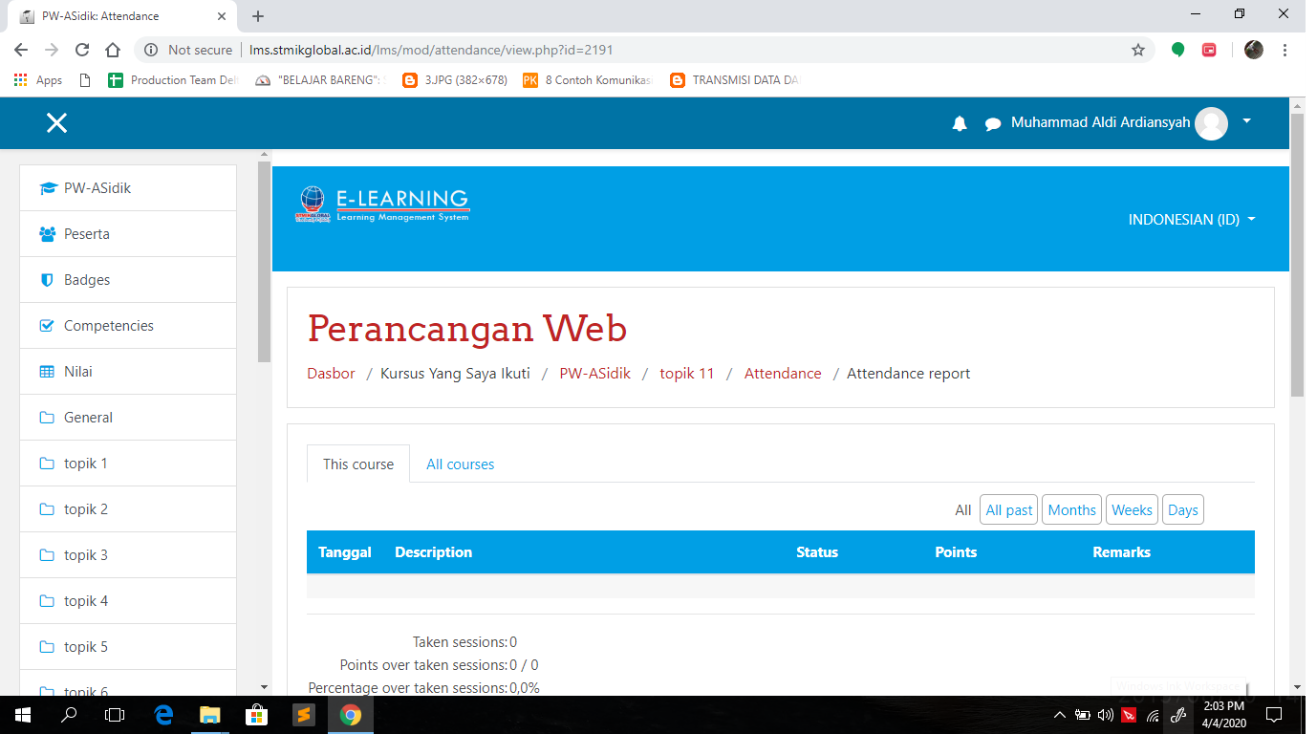 PW-ASidik: Attendance
Not secure | lms.stmikglobal.ac.id/lms/mod/attendance/view.php?id=2191
Apps Production Team Del "BELAJAR BARENG": 3.JPG (382×678) PK 8 Contoh Komunikas TRANSMISI DATA DA
Muhammad Aldi Ardiansyah
PW-ASidik
Peserta
Badges
Competencies
Nilai
General
topik 1
topik 2
topik 3
topik 4
topik 5
topik 6
STMIKGLOBAL
E-LEARNING
Learning Management System
INDONESIAN (ID)
Perancangan Web
Dasbor / Kursus Yang Saya Ikuti / PW-ASidik / topik 11 / Attendance / Attendance report
This course All courses
All All past Months Weeks Days
Tanggal Description Status Points Remarks
Taken sessions: 0
Points over taken sessions: 0 / 0
Percentage over taken sessions: 0,0%
2:03 PM
4/4/2020